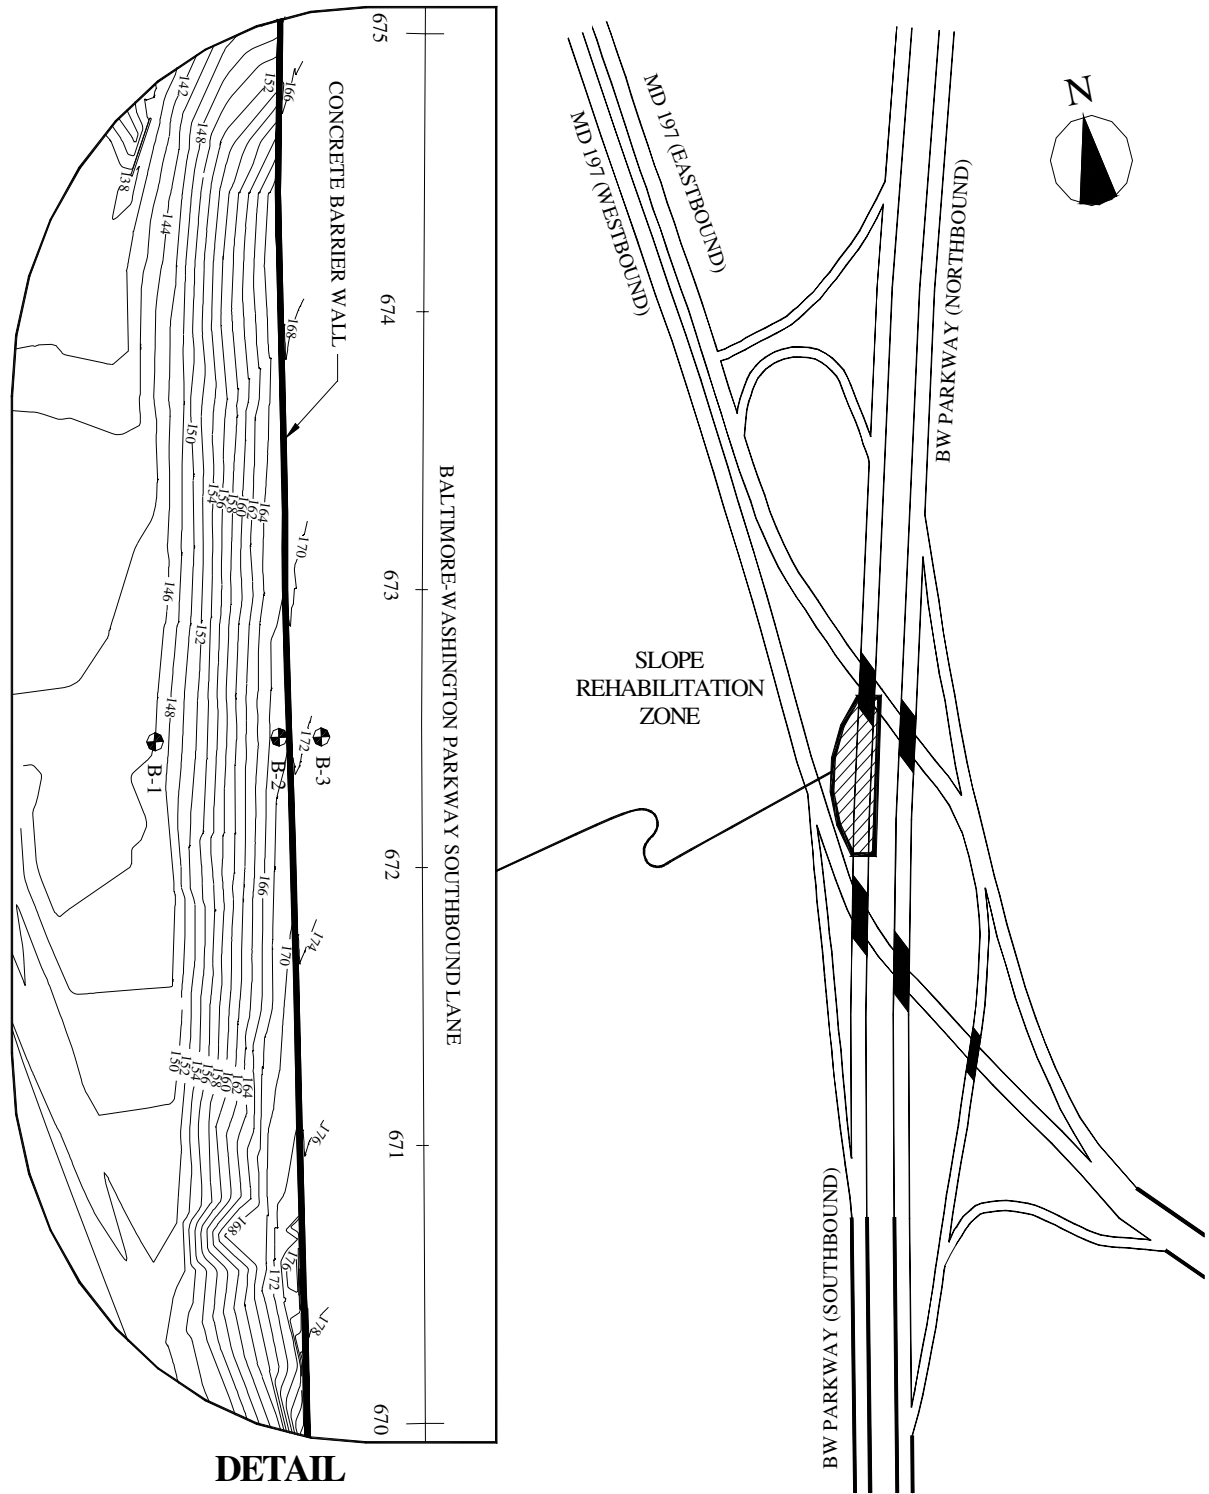 675
674
673
672
671
670
142
152
166
148
138
144
168
150
154
156
158
160
162
164
170
146
152
148
172
166
174
170
150
152
154
156
158
160
162
164
176
168
176
172
178
CONCRETE BARRIER WALL
BALTIMORE-WASHINGTON PARKWAY SOUTHBOUND LANE
B-1
B-2
B-3
DETAIL
N
MD 197 (EASTBOUND)
MD 197 (WESTBOUND)
BW PARKWAY (NORTHBOUND)
SLOPE
REHABILITATION
ZONE
BW PARKWAY (SOUTHBOUND)